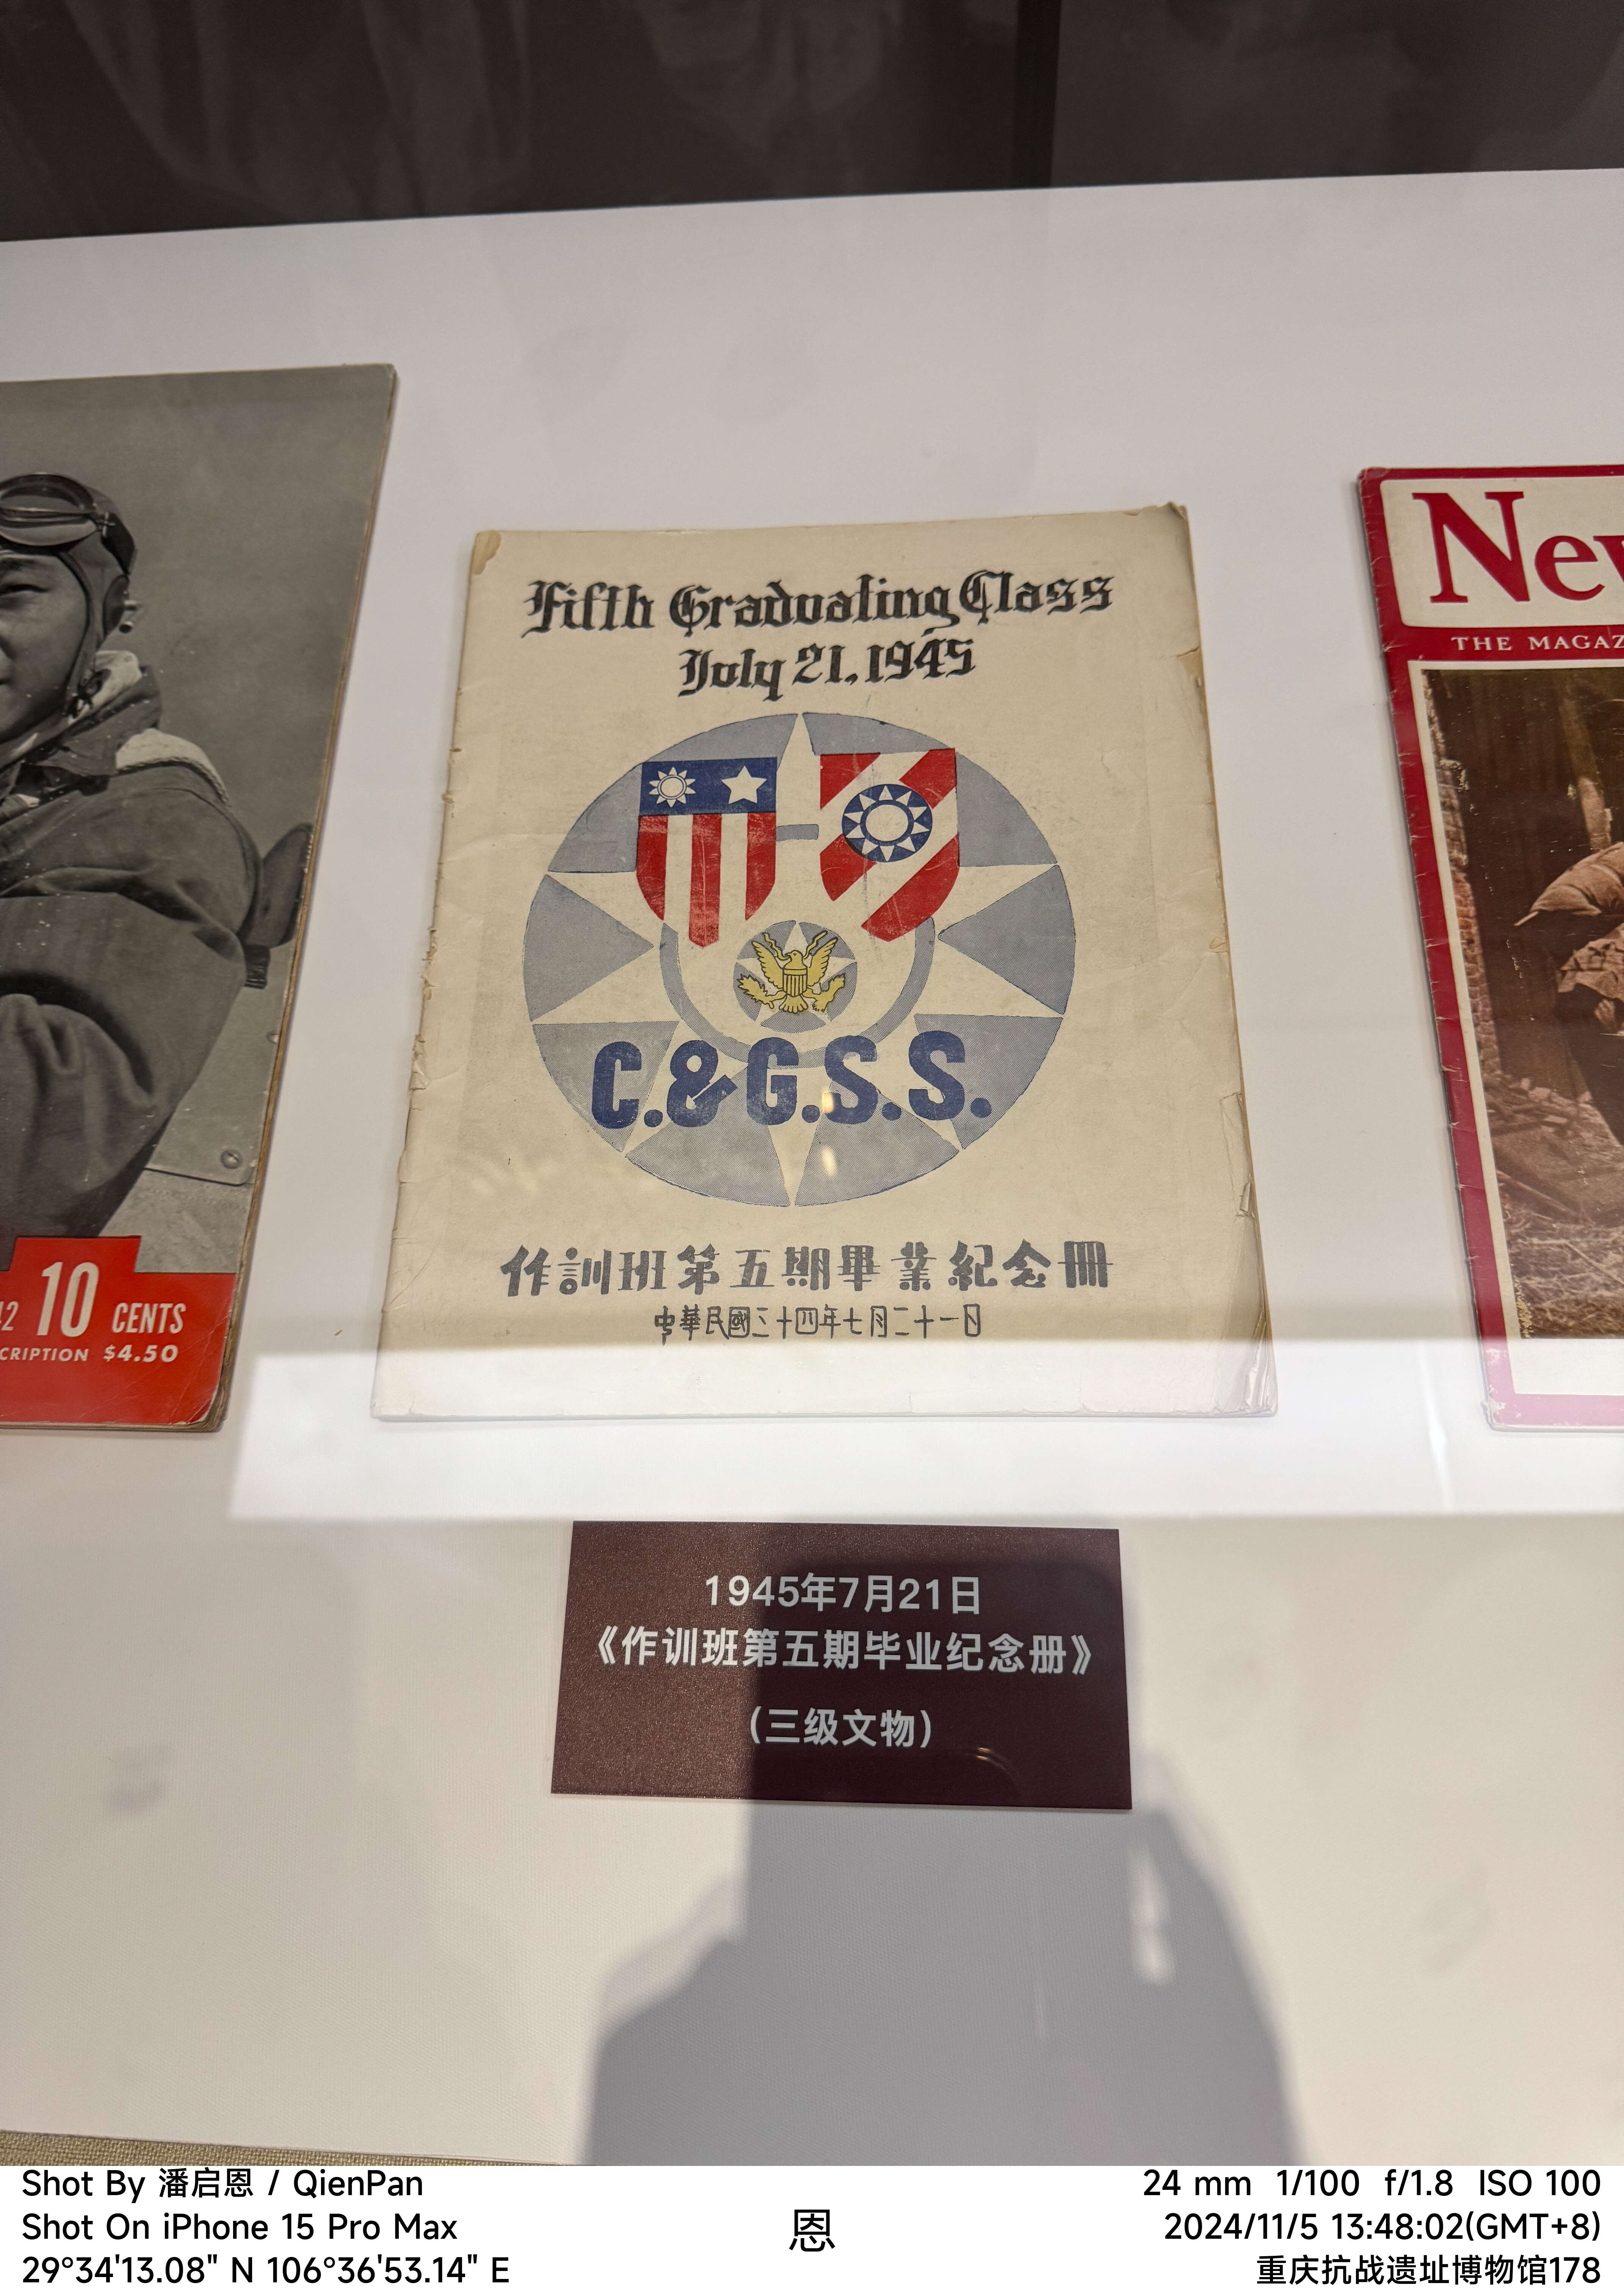 Fifth Graduating Class
July 21, 1945
C.&G.S.S.
作訓班第五期畢業紀念冊
中華民國三十四年七月二十一日
10 CENTS
CRIPTION $4.50
New
THE MAGAZ
1945年7月21日
《作训班第五期毕业纪念册》
(三级文物)
Shot By 潘启恩 / QienPan
Shot On iPhone 15 Pro Max
29°34'13.08" N 106°36'53.14" E
恩
24 mm 1/100 f/1.8 ISO 100
2024/11/5 13:48:02(GMT+8)
重庆抗战遗址博物馆178